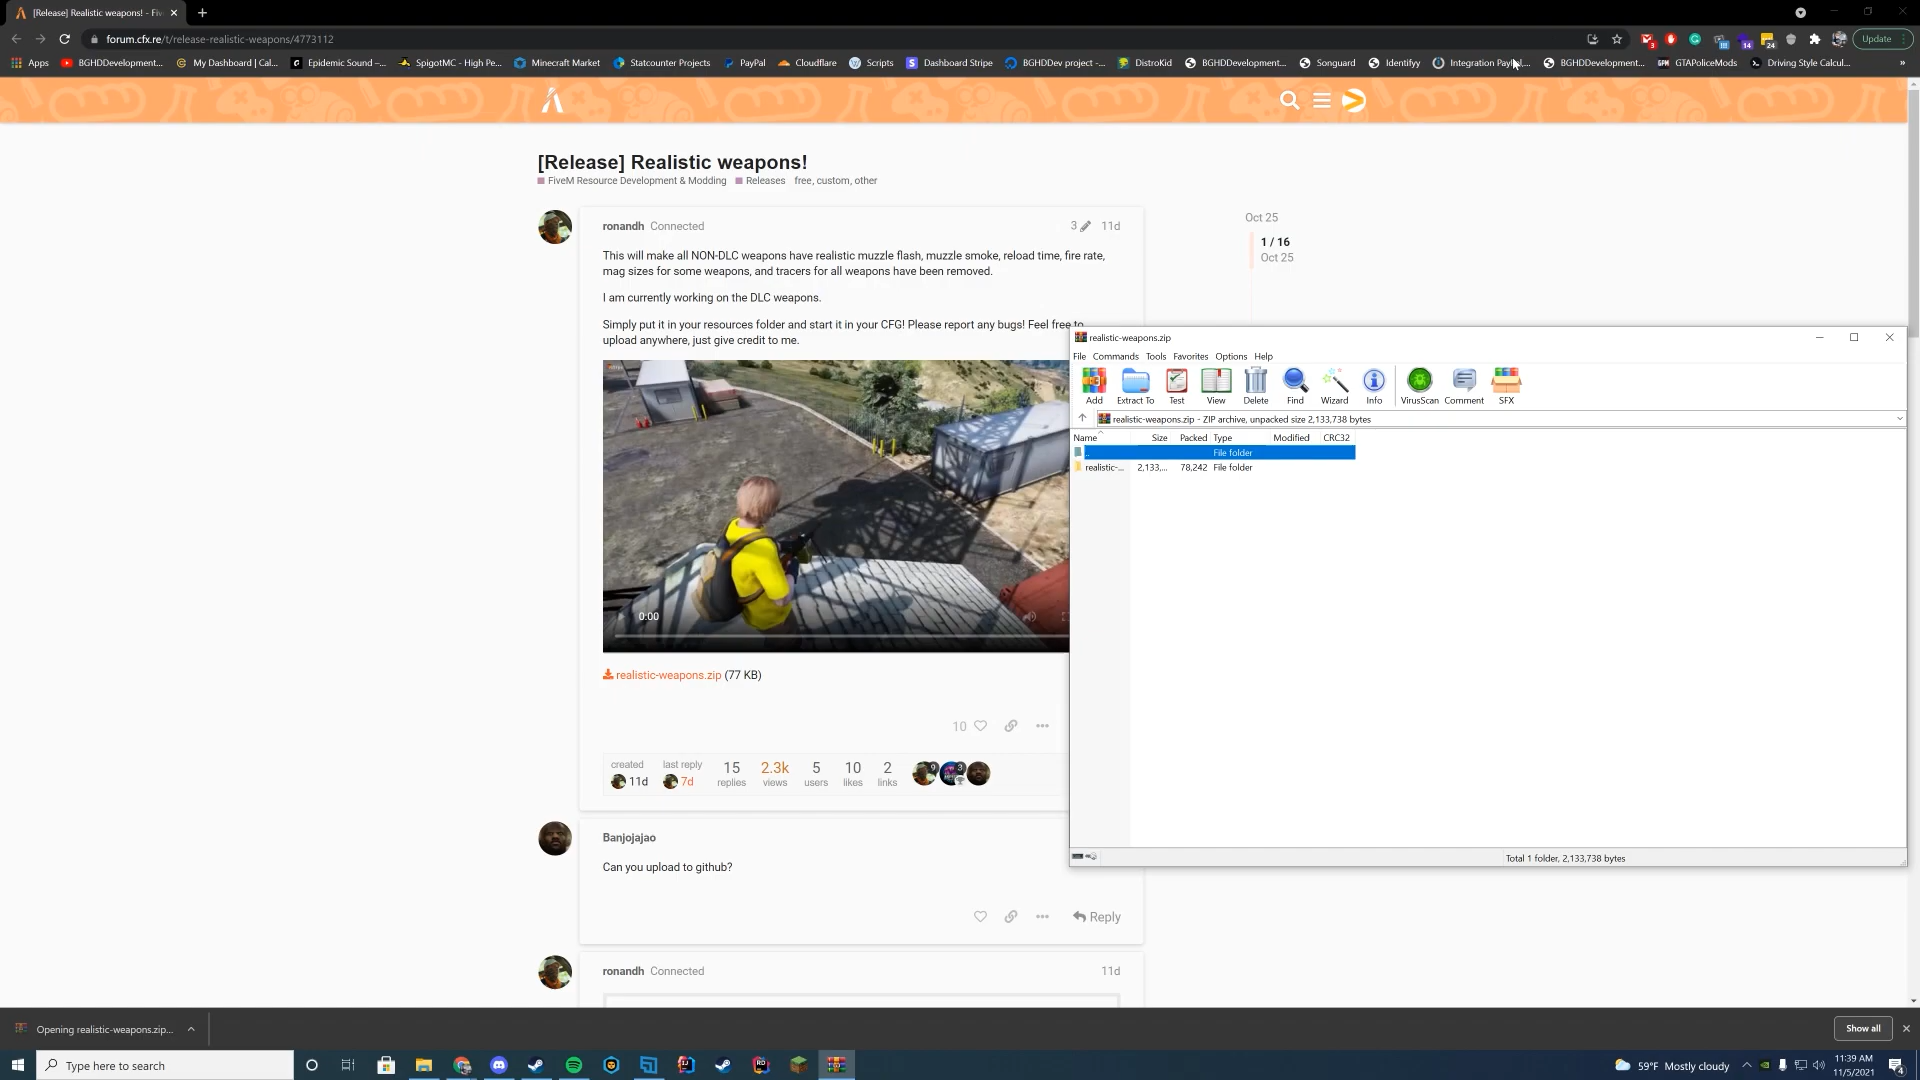 [Release] Realistic weapons! - Fiv
forum.cfx.re/t/release-realistic-weapons/4773112
3
14
24
Update
Apps
BGHDDevelopment...
My Dashboard | Cal...
Epidemic Sound –...
SpigotMC - High Pe...
Minecraft Market
Statcounter Projects
PayPal
Cloudflare
Scripts
Dashboard Stripe
BGHDDev project -...
DistroKid
BGHDDevelopment...
Songuard
Identifyy
Integration
BGHDDevelopment...
GTAPoliceMods
Driving Style Calcul...
»
[Release] Realistic weapons!
FiveM Resource Development & Modding Releases free, custom, other
ronandh Connected
3 11d
This will make all NON-DLC weapons have realistic muzzle flash, muzzle smoke, reload time, fire rate,
mag sizes for some weapons, and tracers for all weapons have been removed.
I am currently working on the DLC weapons.
Simply put it in your resources folder and start it in your CFG! Please report any bugs! Feel free to
upload anywhere, just give credit to me.
0:00
realistic-weapons.zip (77 KB)
10
created
11d
last reply
7d
15
replies
2.3k
views
5
users
10
likes
2
links
9
3
Banjojajao
Can you upload to github?
Reply
ronandh Connected
11d
Oct 25
1 / 16
Oct 25
realistic-weapons.zip
File Commands Tools Favorites Options Help
Add Extract To Test View Delete Find Wizard Info VirusScan Comment SFX
realistic-weapons.zip - ZIP archive, unpacked size 2,133,738 bytes
Name Size Packed Type Modified CRC32
.. File folder
realistic-... 2,133,... 78,242 File folder
Total 1 folder, 2,133,738 bytes
Opening realistic-weapons.zip...
Show all
Type here to search
59°F Mostly cloudy
11:39 AM
11/5/2021
4